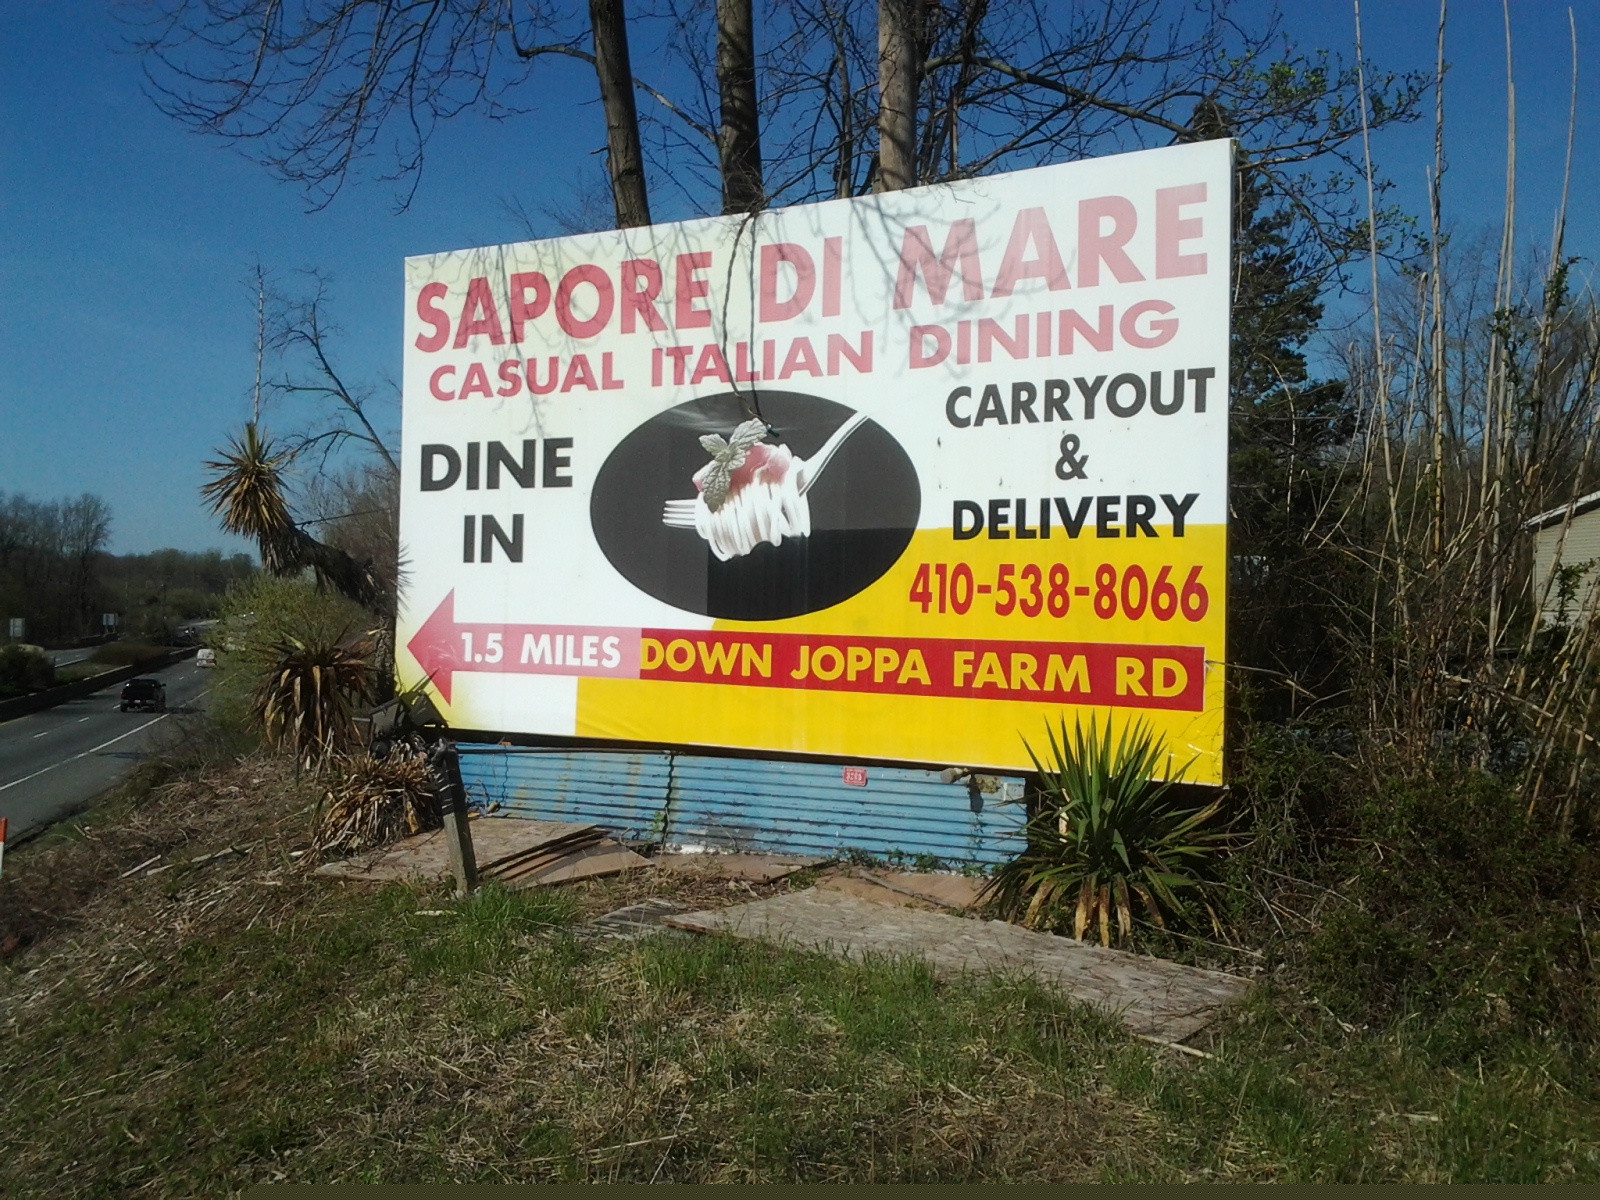 SAPORE DI MARE
CASUAL ITALIAN DINING
DINE
IN
CARRYOUT
&
DELIVERY
410-538-8066
1.5 MILES DOWN JOPPA FARM RD